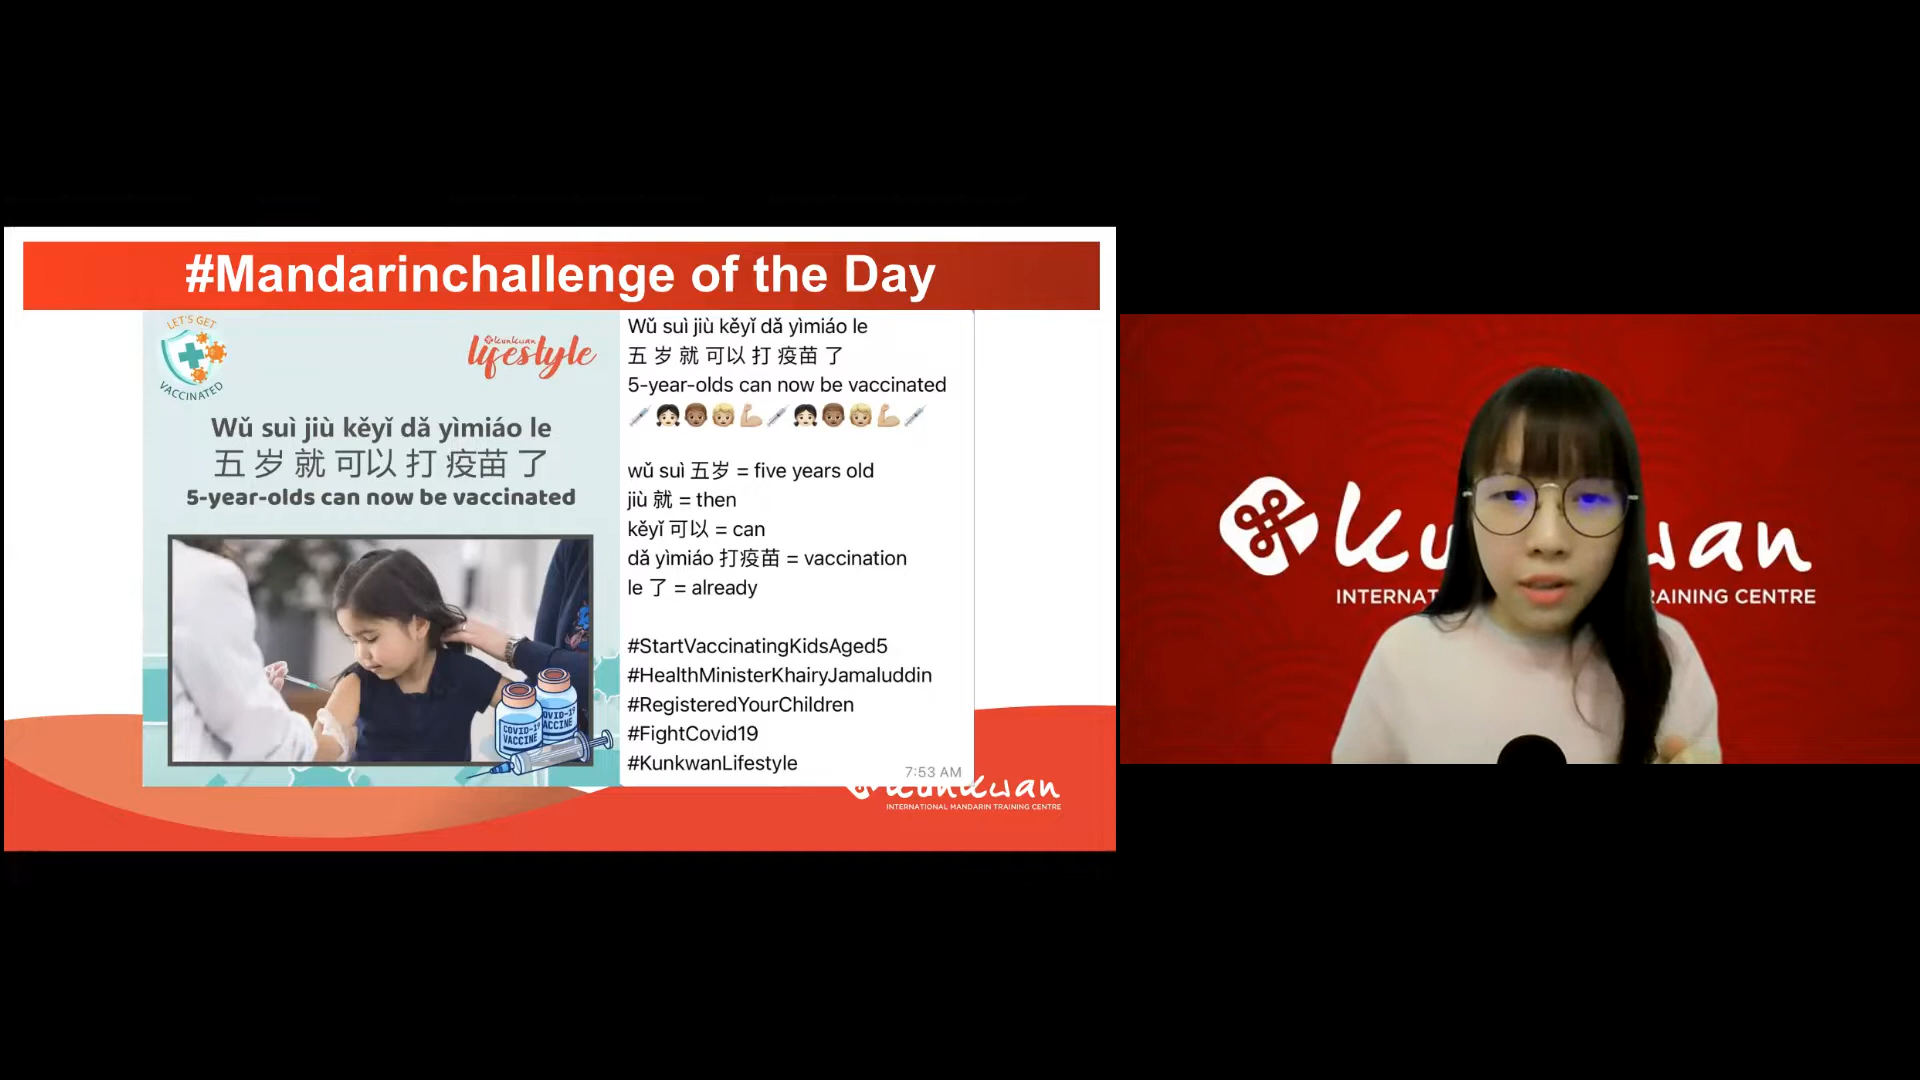 #Mandarinchallenge of the Day
LET'S GET
VACCINATED
kunkwan
lifestyle
Wǔ suì jiù kěyǐ dǎ yìmiáo le
五 岁 就 可以 打 疫苗 了
5-year-olds can now be vaccinated
COVID-19
VACCINE
COVID-19
VACCINE
Wǔ suì jiù kěyǐ dǎ yìmiáo le
五 岁 就 可以 打 疫苗 了
5-year-olds can now be vaccinated
wǔ suì 五岁 = five years old
jiù 就 = then
kěyǐ 可以 = can
dǎ yìmiáo 打疫苗 = vaccination
le 了 = already
#StartVaccinatingKidsAged5
#HealthMinisterKhairyJamaluddin
#RegisteredYourChildren
#FightCovid19
#KunkwanLifestyle
7:53 AM
kunkwan
INTERNATIONAL MANDARIN TRAINING CENTRE
Ku wan
INTERNAT RAINING CENTRE